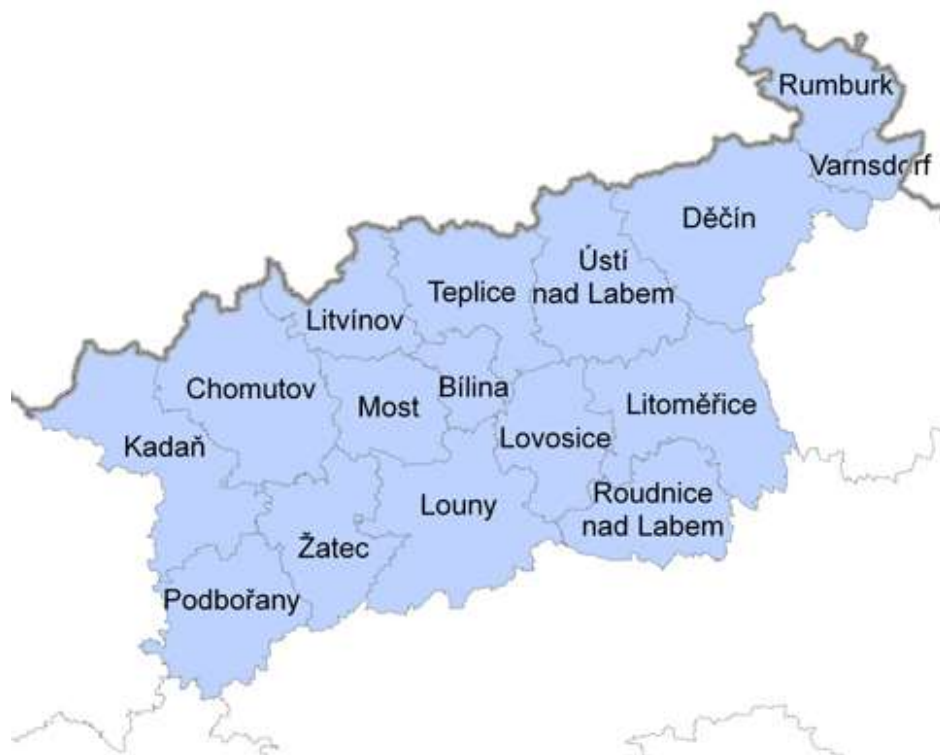 Rumburk
Varnsdorf
Děčín
Ústí
nad Labem
Teplice
Litvínov
Chomutov
Bílina
Most
Litoměřice
Lovosice
Kadaň
Roudnice
nad Labem
Louny
Žatec
Podbořany